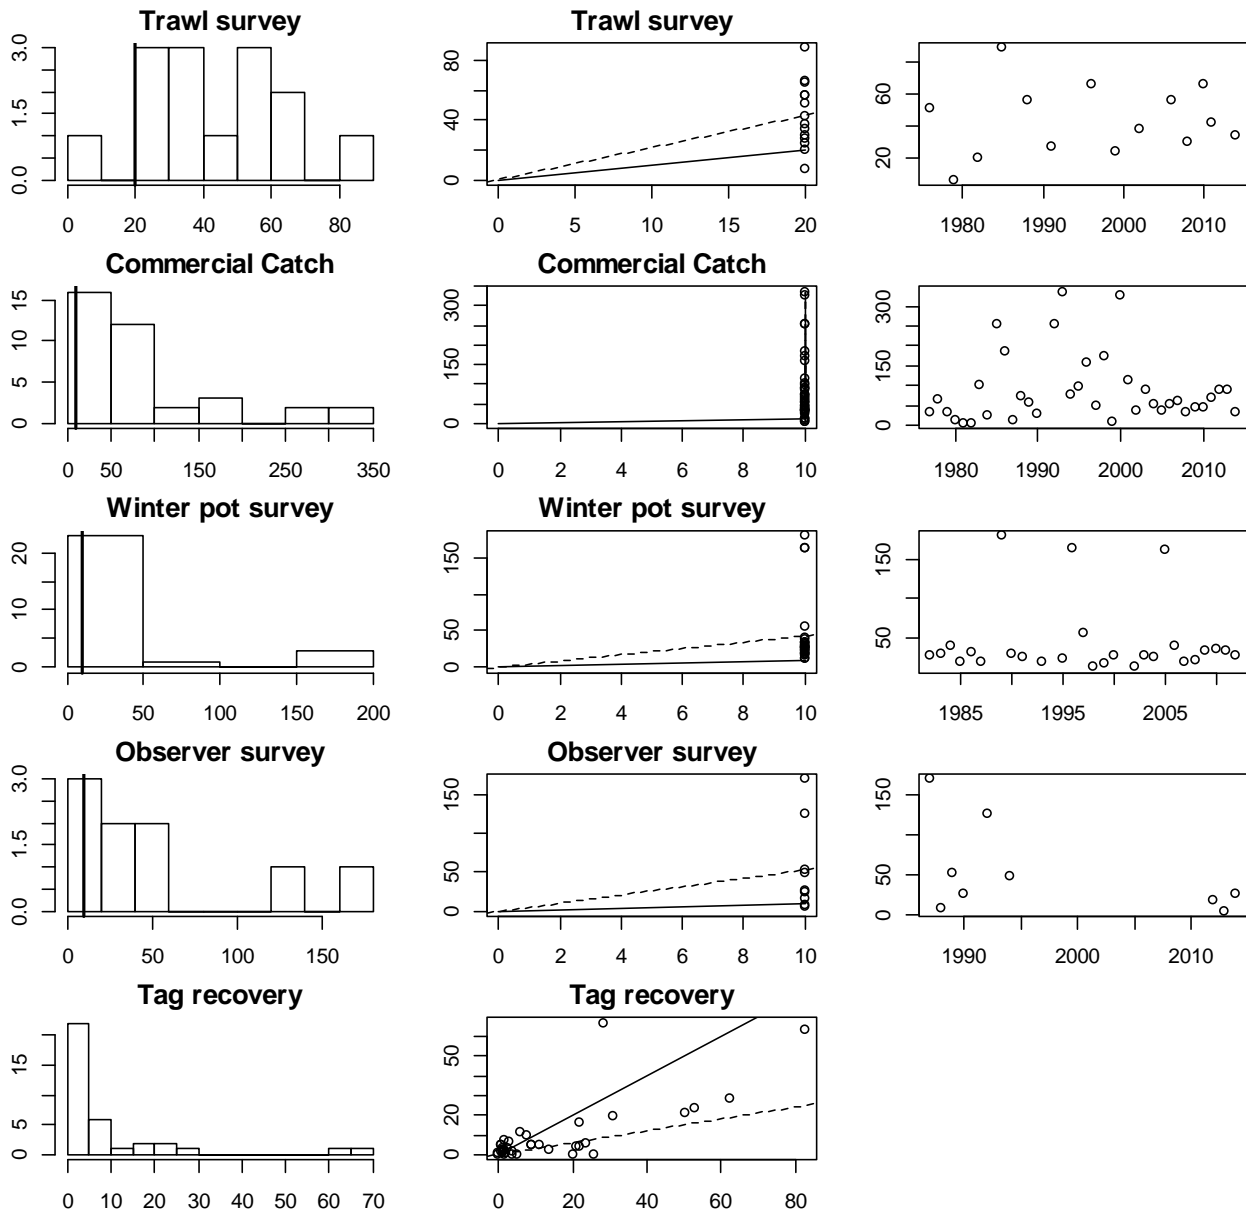 Trawl survey
0.0 1.5 3.0
0 20 40 60 80
Trawl survey
0 40 80
0 5 10 15 20
20 60
1980 1990 2000 2010
Commercial Catch
0 5 10 15
0 50 150 250 350
Commercial Catch
0 150 300
0 2 4 6 8 10
0 150 300
1980 1990 2000 2010
Winter pot survey
0 10 20
0 50 100 150 200
Winter pot survey
0 50 150
0 2 4 6 8 10
50 150
1985 1995 2005
Observer survey
0.0 1.5 3.0
0 50 100 150
Observer survey
0 50 150
0 2 4 6 8 10
0 50 150
1990 2000 2010
Tag recovery
0 5 15
0 10 20 30 40 50 60 70
Tag recovery
0 20 50
0 20 40 60 80